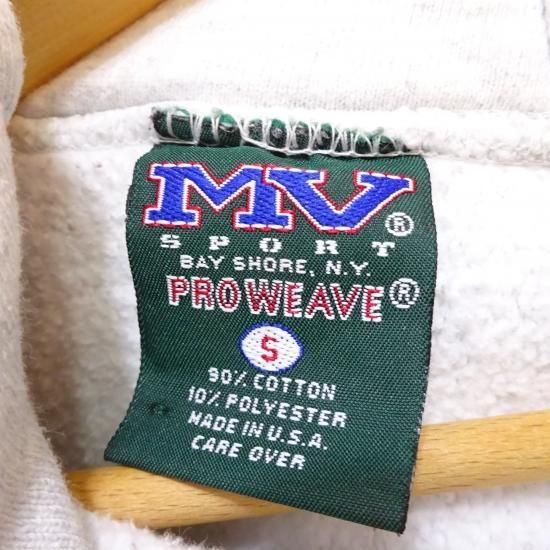 MV®
SPORT
BAY SHORE, N.Y.
PROWEAVE®
S
90% COTTON
10% POLYESTER
MADE IN U.S.A.
CARE OVER